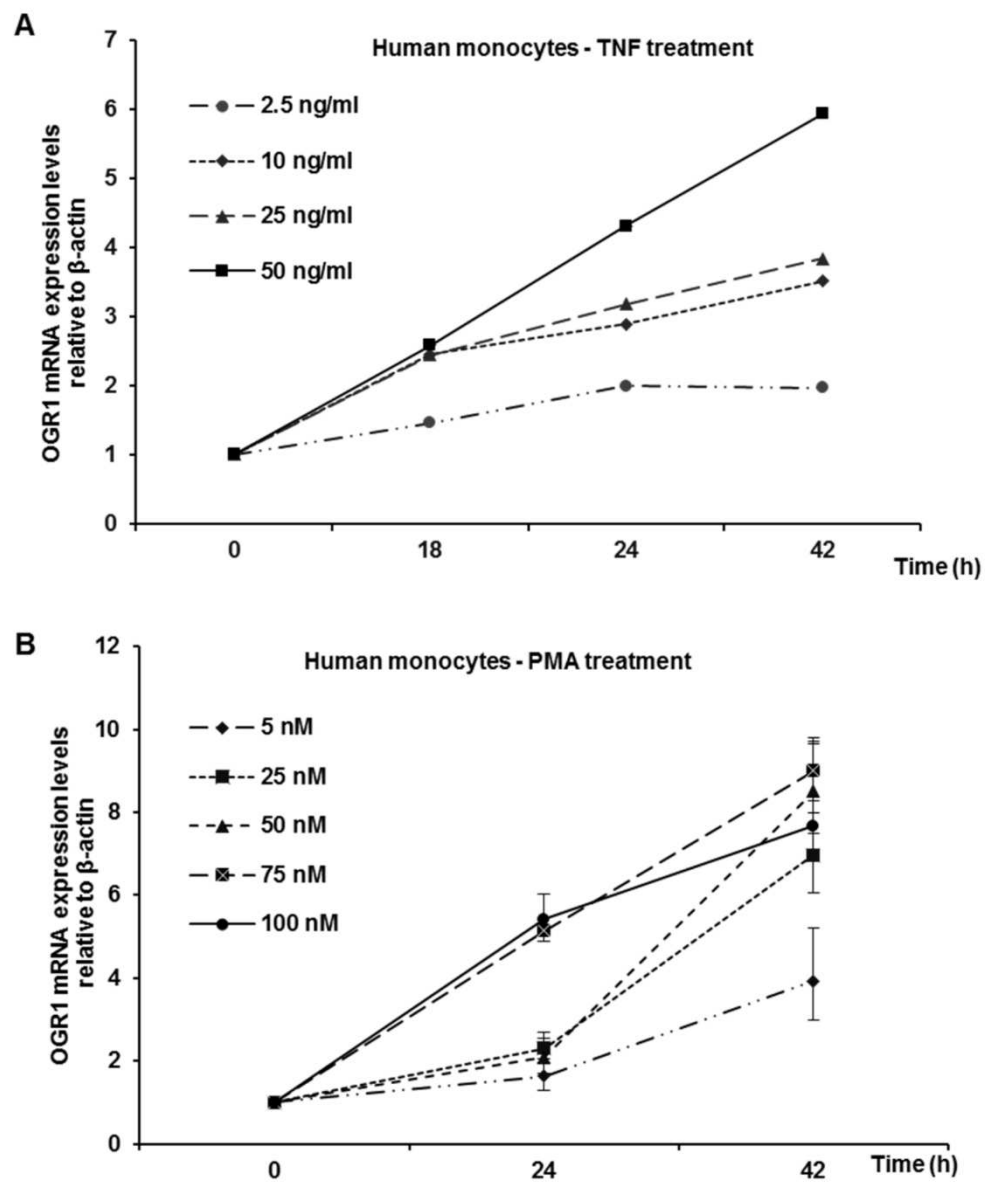 A
Human monocytes - TNF treatment
7
6
5
4
3
2
1
0
OGR1 mRNA expression levels
relative to β-actin
2.5 ng/ml
10 ng/ml
25 ng/ml
50 ng/ml
0 18 24 42
Time (h)
B
Human monocytes - PMA treatment
12
10
8
6
4
2
0
OGR1 mRNA expression levels
relative to β-actin
5 nM
25 nM
50 nM
75 nM
100 nM
0 24 42
Time (h)